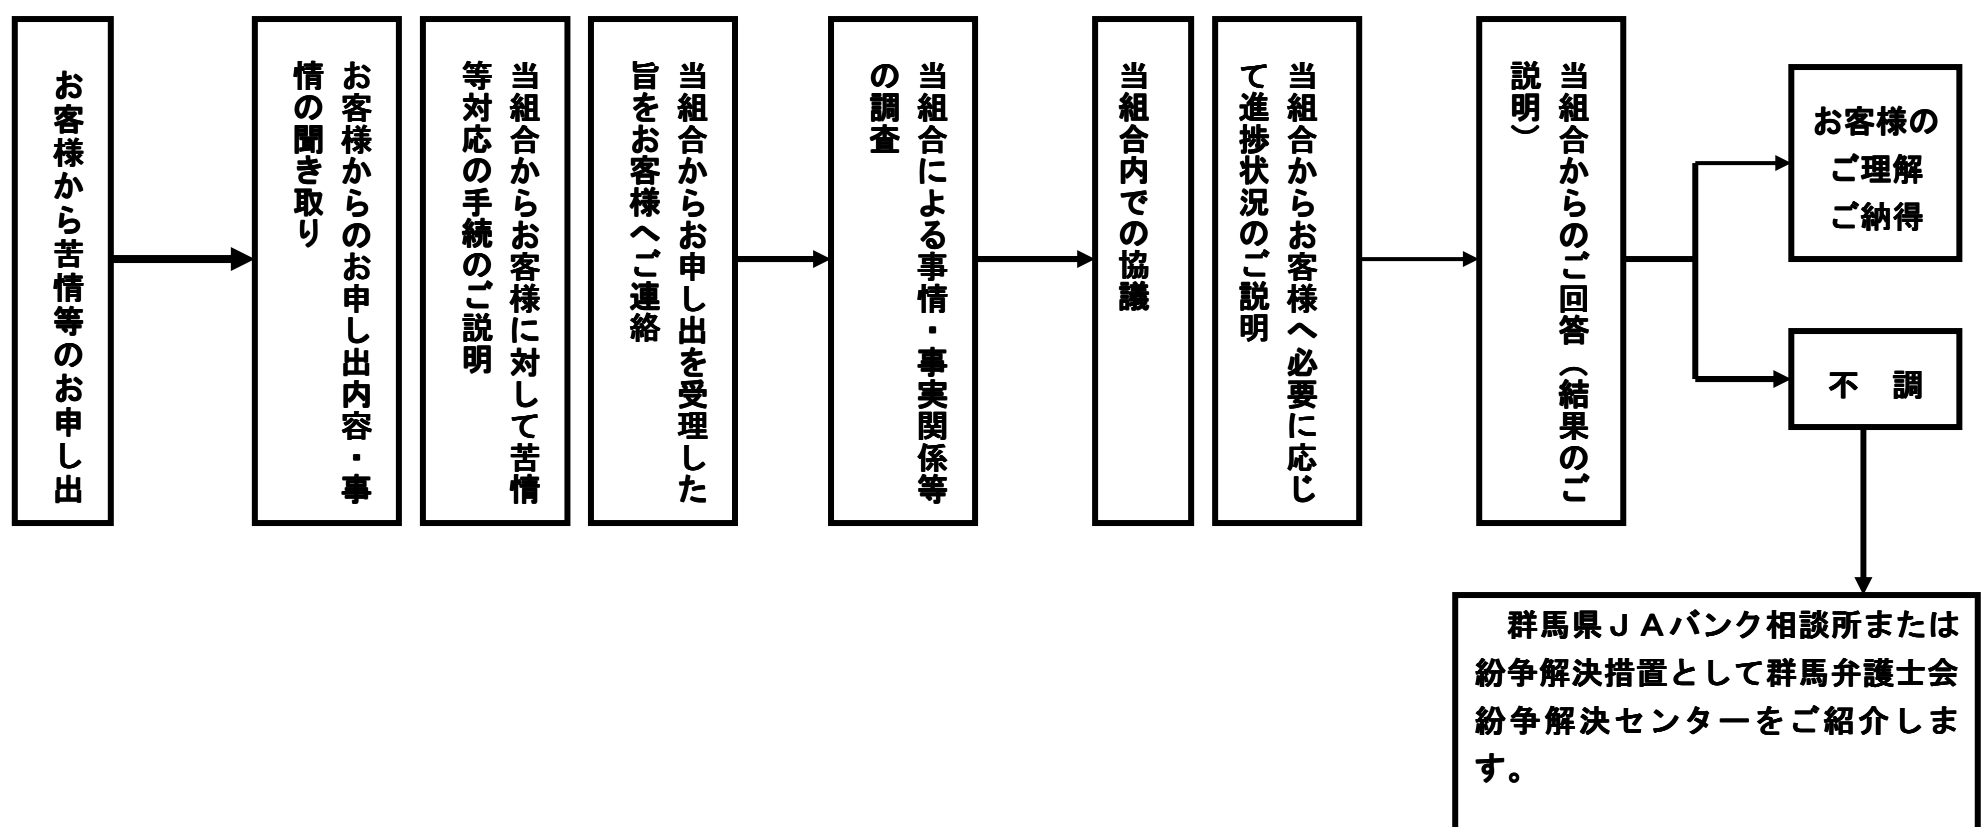 お客様から苦情等のお申し出
お客様からのお申し出内容・事
情の聞き取り
当組合からお客様に対して苦情
等対応の手続のご説明
当組合からお申し出を受理した
旨をお客様へご連絡
当組合による事情・事実関係等
の調査
当組合内での協議
当組合からお客様へ必要に応じ
て進捗状況のご説明
当組合からのご回答（結果のご
説明）
お客様の
ご理解
ご納得
不　調
群馬県ＪＡバンク相談所または
紛争解決措置として群馬弁護士会
紛争解決センターをご紹介しま
す。